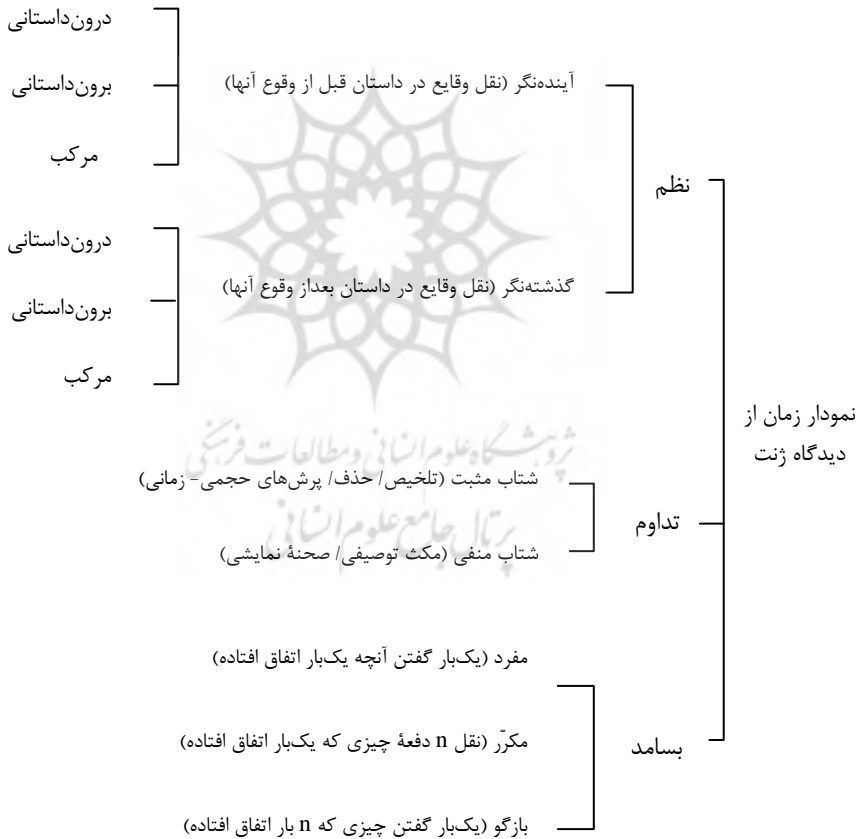 نمودار زمان از
دیدگاه ژنت
نظم
آینده‌نگر (نقل وقایع در داستان قبل از وقوع آنها)
درون‌داستانی
برون‌داستانی
مرکب
گذشته‌نگر (نقل وقایع در داستان بعداز وقوع آنها)
درون‌داستانی
برون‌داستانی
مرکب
تداوم
شتاب مثبت (تلخیص/ حذف/ پرش‌های حجمی- زمانی)
شتاب منفی (مکث توصیفی/ صحنهٔ نمایشی)
بسامد
مفرد (یک‌بار گفتن آنچه یک‌بار اتفاق افتاده)
مکرّر (نقل n دفعهٔ چیزی که یک‌بار اتفاق افتاده)
بازگو (یک‌بار گفتن چیزی که n بار اتفاق افتاده)
پژوهشگاه علوم انسانی و مطالعات فرهنگی
پرتال جامع علوم انسانی